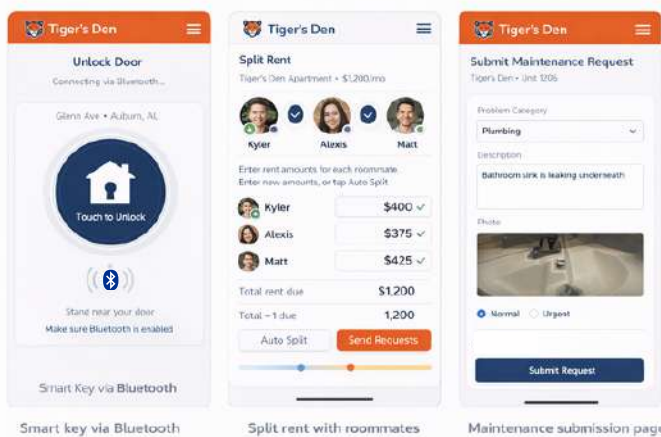 Tiger's Den
Unlock Door
Connecting via Bluetooth...
Glenn Ave • Auburn, AL
Touch to Unlock
Stand near your door
Make sure Bluetooth is enabled
Smart Key via Bluetooth
Smart key via Bluetooth
Tiger's Den
Split Rent
Tiger's Den Apartment • $1,200/mo
Kyler
Alexis
Matt
Enter rent amounts for each roommate.
Enter new amounts, or tap Auto Split
Kyler $400
Alexis $375
Matt $425
Total rent due $1,200
Total – 1 due 1,200
Auto Split
Send Requests
Split rent with roommates
Tiger's Den
Submit Maintenance Request
Tigers Den • Unit 1206
Problem Category
Plumbing
Description
Bathroom sink is leaking underneath
Photo
Normal
Urgent
Submit Request
Maintenance submission page